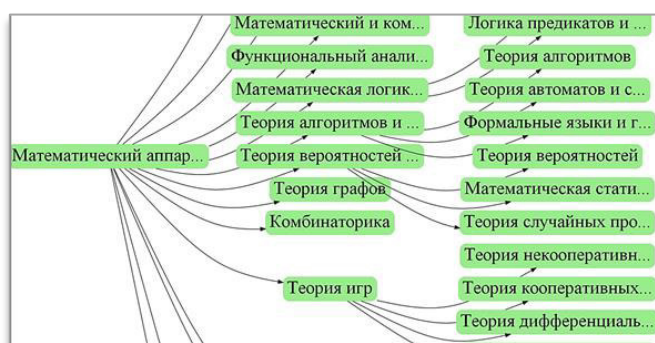 Математический и ком...
Логика предикатов и ...
Функциональный анали...
Теория алгоритмов
Математическая логик...
Теория автоматов и с...
Теория алгоритмов и ...
Формальные языки и г...
Математический аппар...
Теория вероятностей ...
Теория вероятностей
Теория графов
Математическая стати...
Комбинаторика
Теория случайных про...
Теория некооперативн...
Теория игр
Теория кооперативных...
Теория дифференциаль...